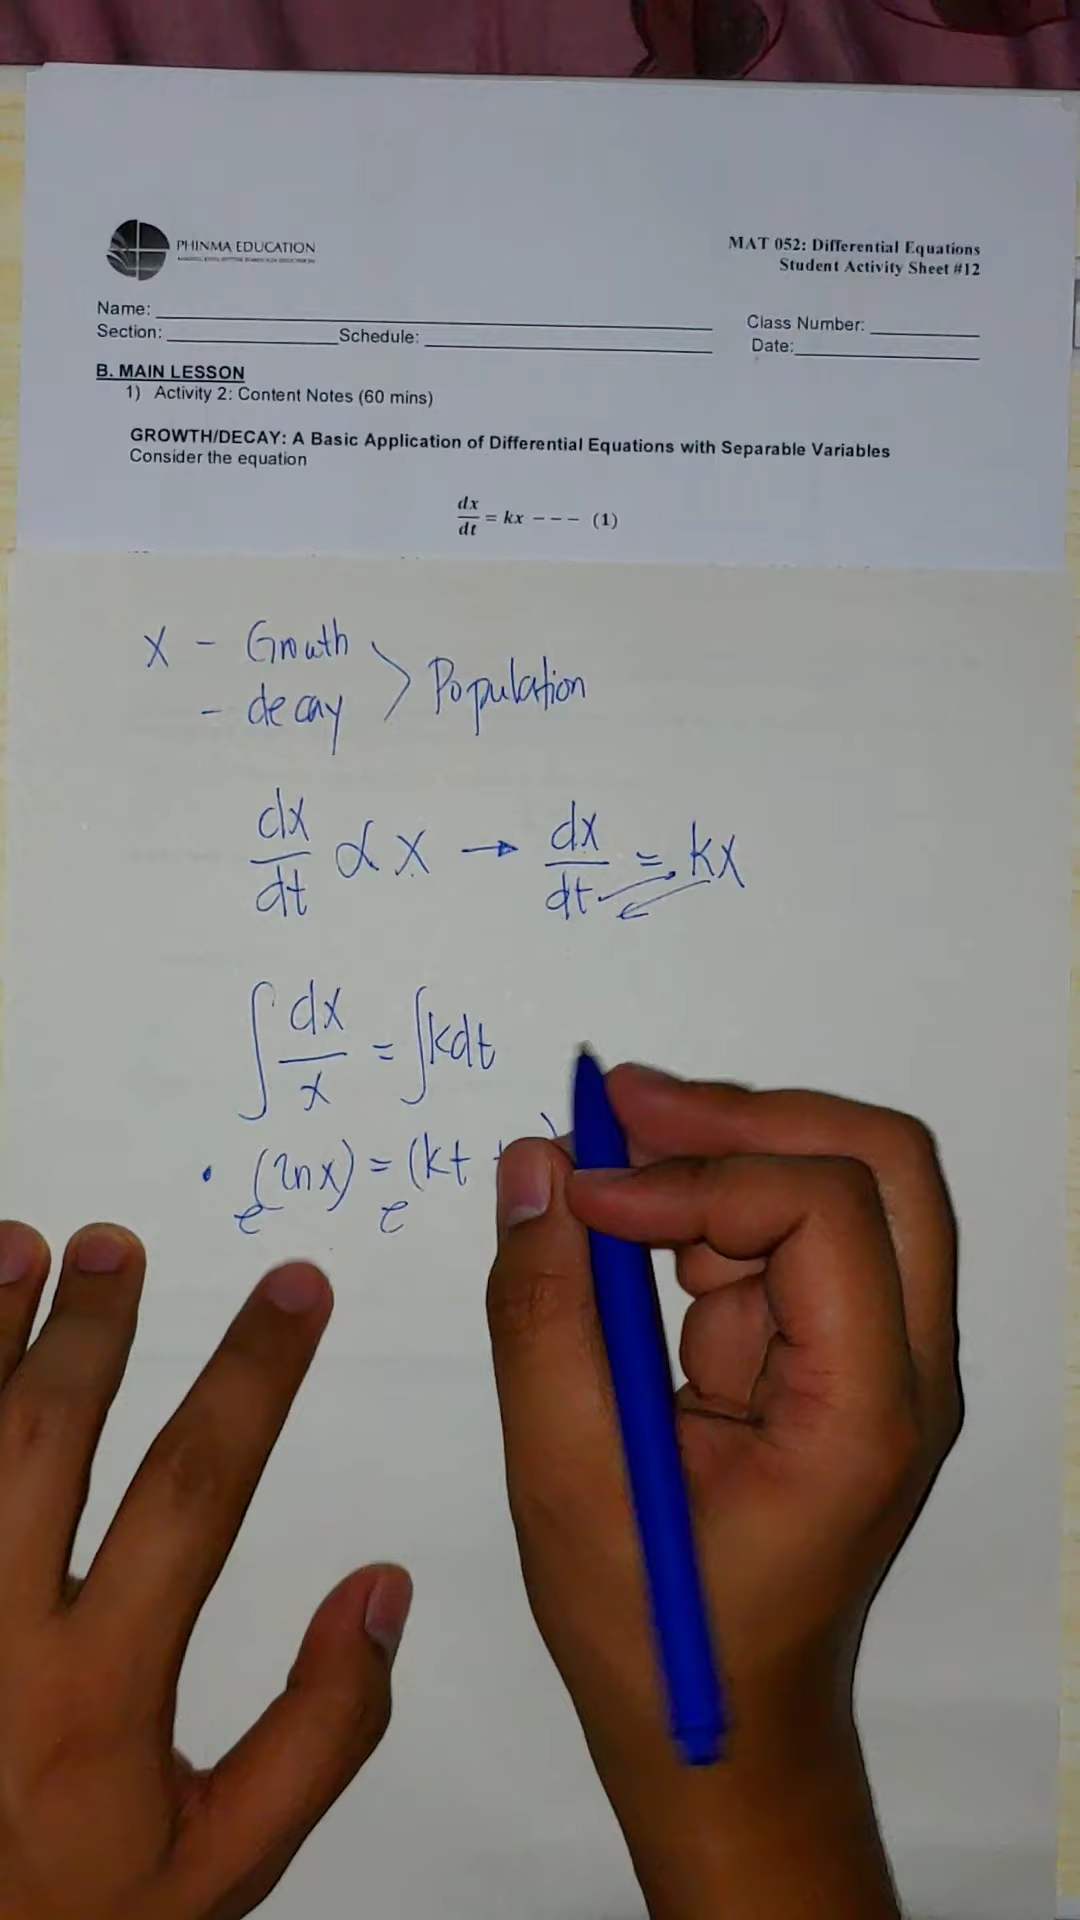 PHINMA EDUCATION
MAT 052: Differential Equations
Student Activity Sheet #12
Name:
Class Number:
Section: Schedule:
Date:
B. MAIN LESSON
1) Activity 2: Content Notes (60 mins)
GROWTH/DECAY: A Basic Application of Differential Equations with Separable Variables
Consider the equation
dx/dt = kx --- (1)
x - Growth
- decay > Population
dx/dt ∝ x → dx/dt = kx
∫ dx/x = ∫kdt
• e(lnx) = e(kt + )